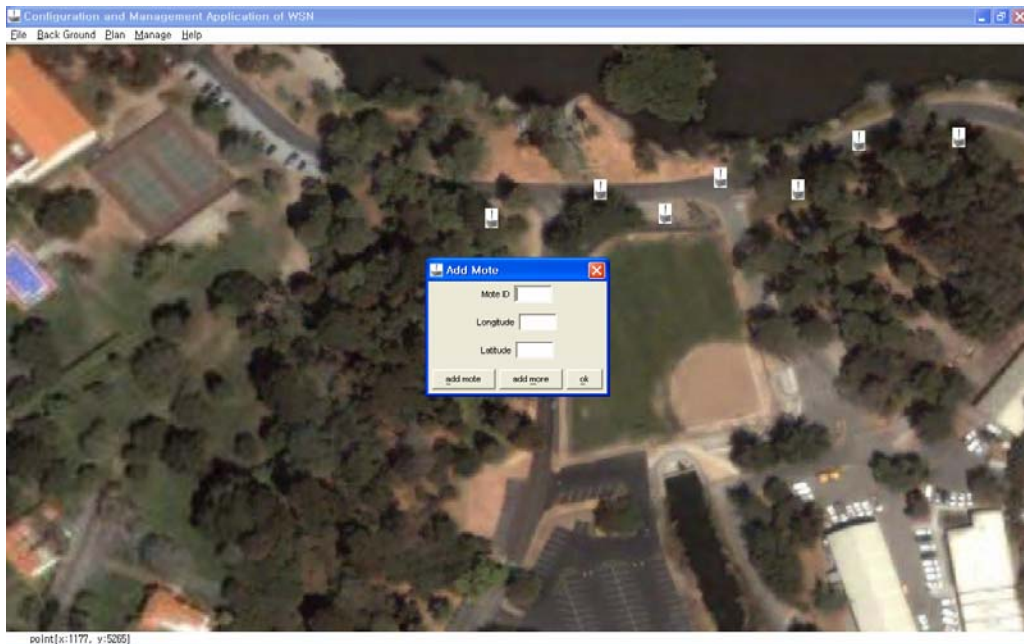 Configuration and Management Application of WSN
File Back Ground Plan Manage Help
Add Mote
Mote ID
Longitude
Latitude
add mote add more ok
point[x:1177, y:5265]